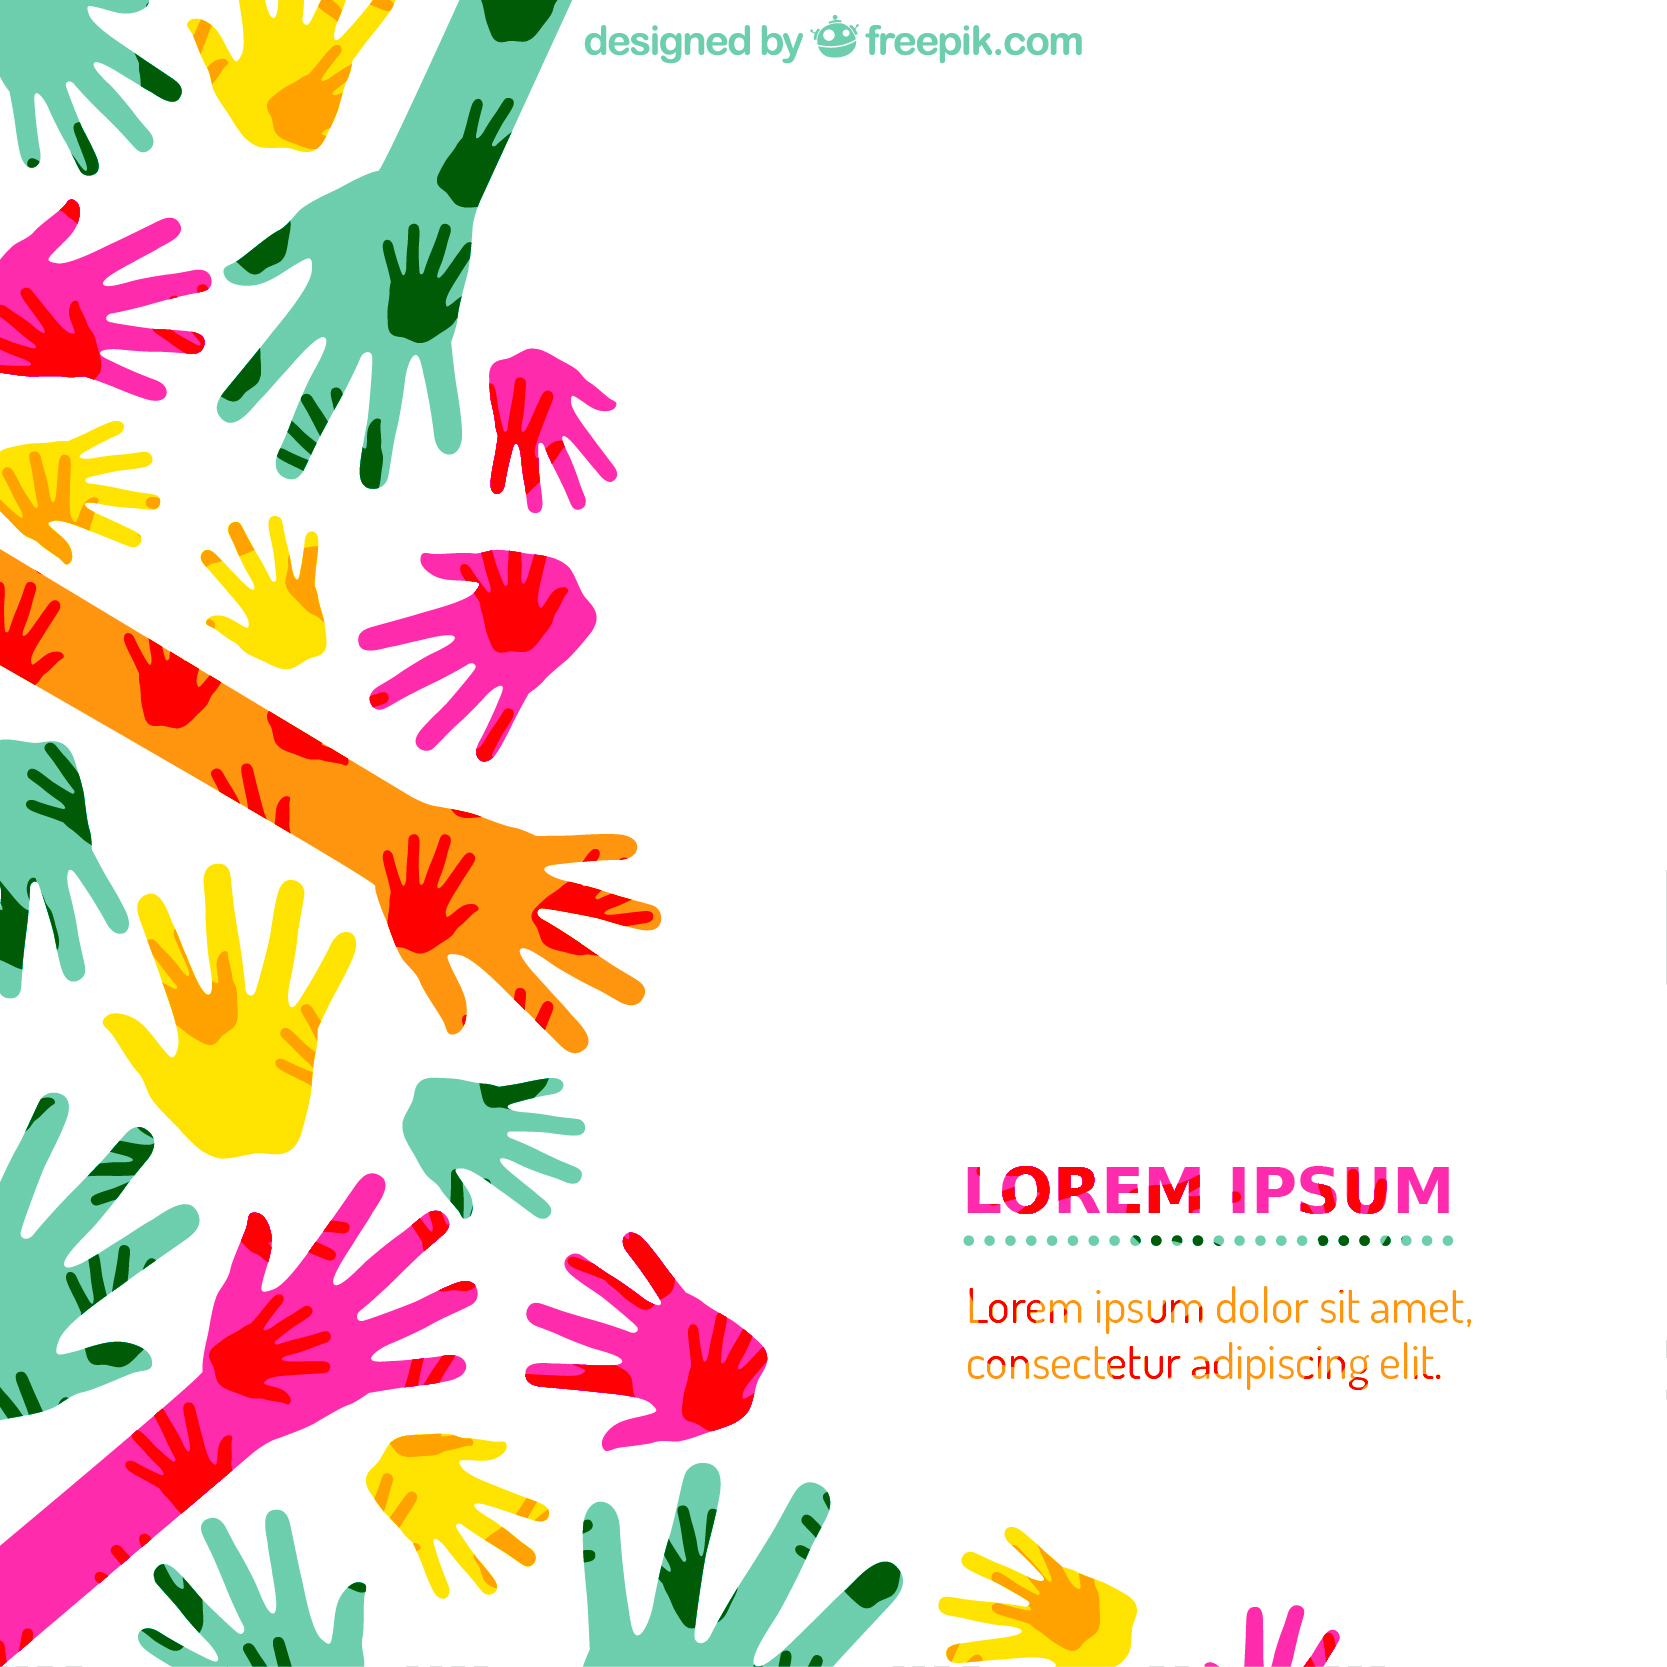 designed by freepik.com
LOREM IPSUM
Lorem ipsum dolor sit amet,
consectetur adipiscing elit.